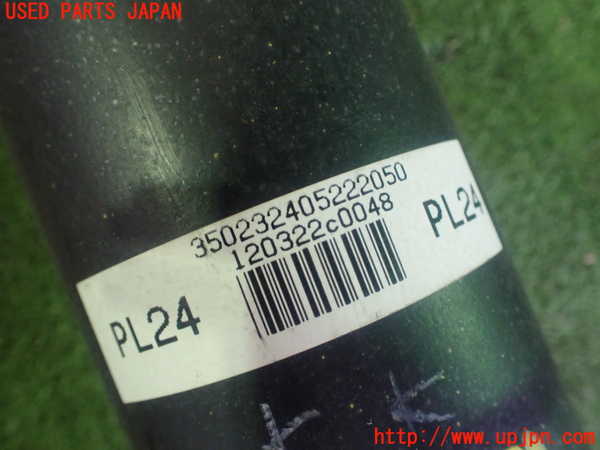 USED PARTS JAPAN
350232405222050
120322c0048
PL24
PL24
http://www.upjpn.com